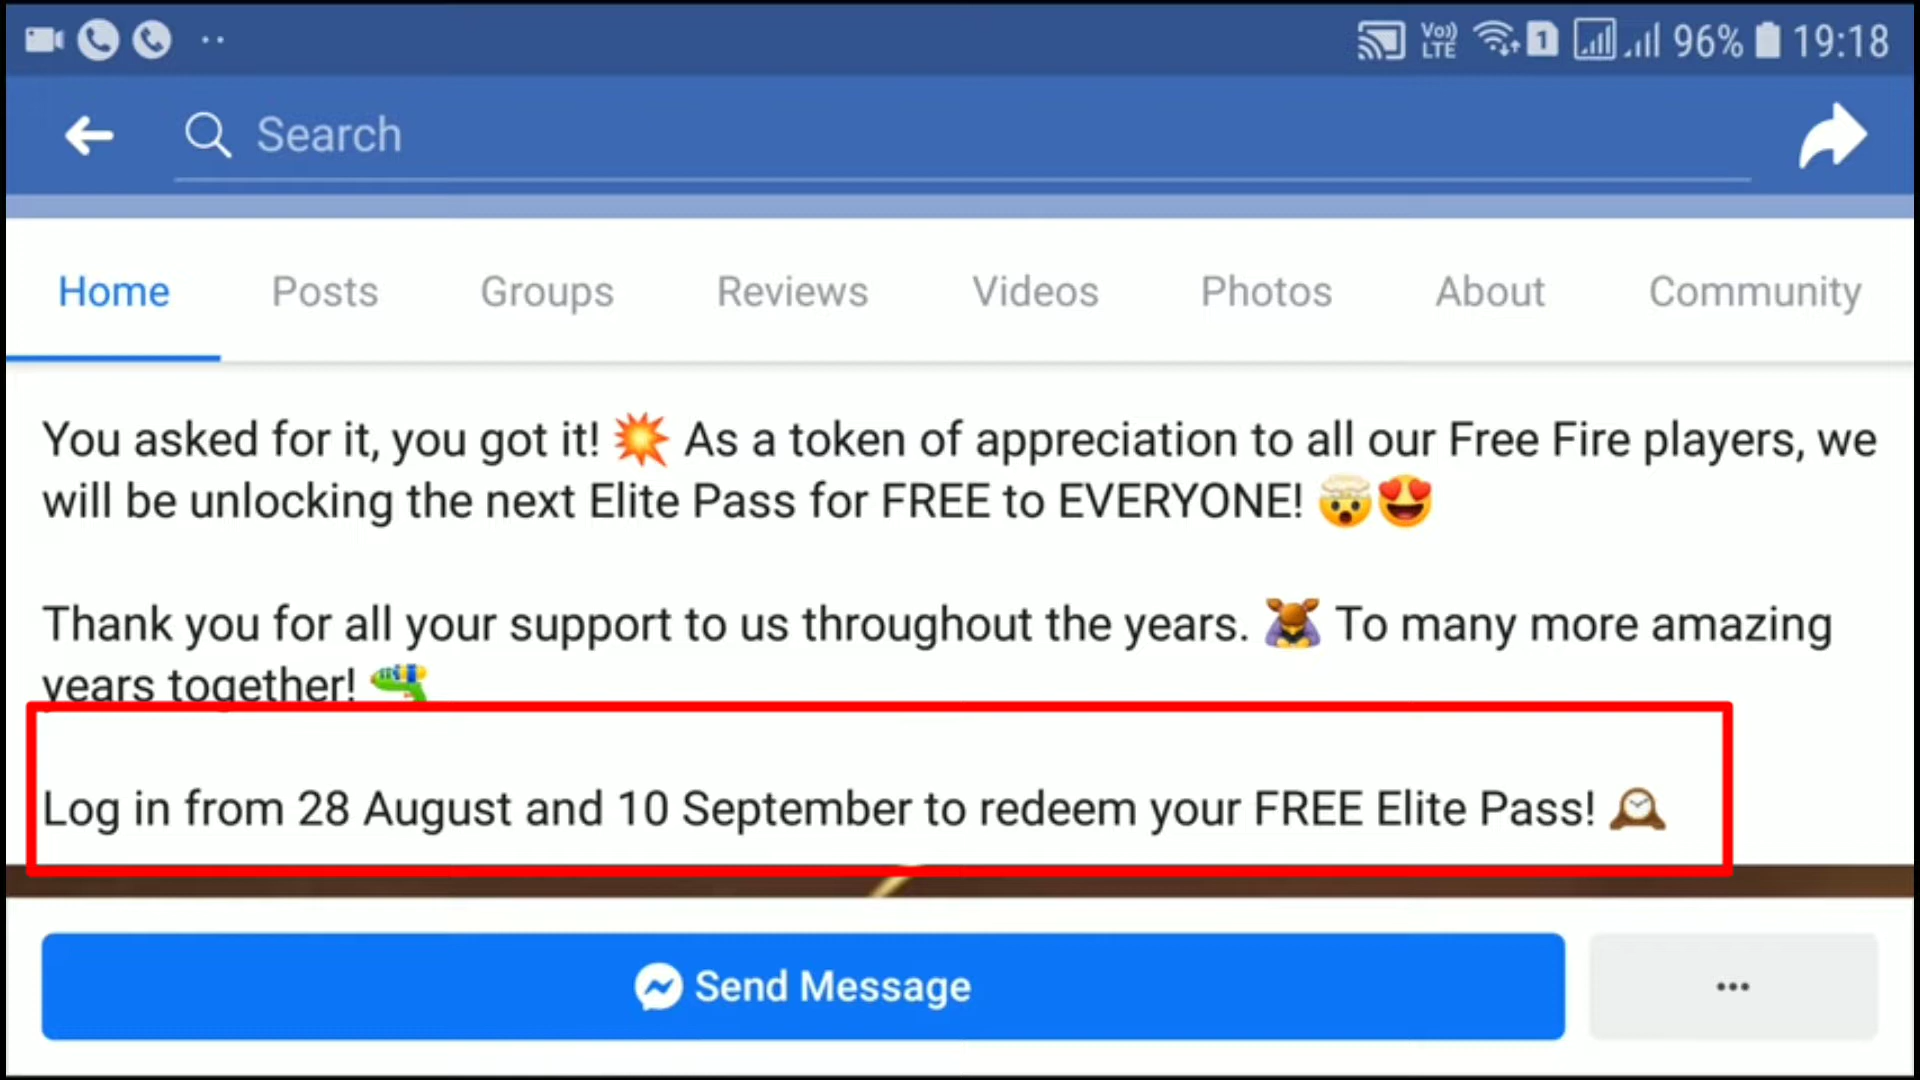 Vo)) LTE 1 96% 19:18
Search
Home Posts Groups Reviews Videos Photos About Community
You asked for it, you got it! 💥 As a token of appreciation to all our Free Fire players, we
will be unlocking the next Elite Pass for FREE to EVERYONE! 🤯😍
Thank you for all your support to us throughout the years. 🙇 To many more amazing
years together! 🔫
Log in from 28 August and 10 September to redeem your FREE Elite Pass! 🕰️
Send Message